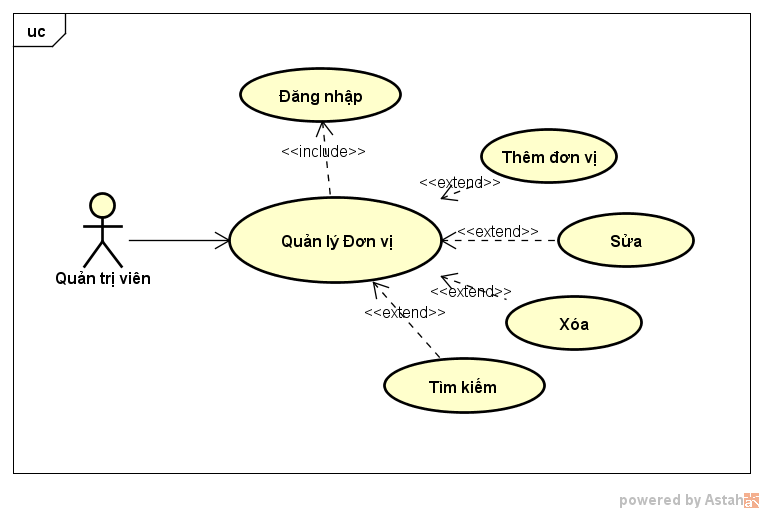 uc
Đăng nhập
<<include>>
Thêm đơn vị
<<extend>>
<<extend>>
Sửa
Quản lý Đơn vị
Quản trị viên
<<extend>>
<<extend>>
Xóa
Tìm kiếm
powered by Astah